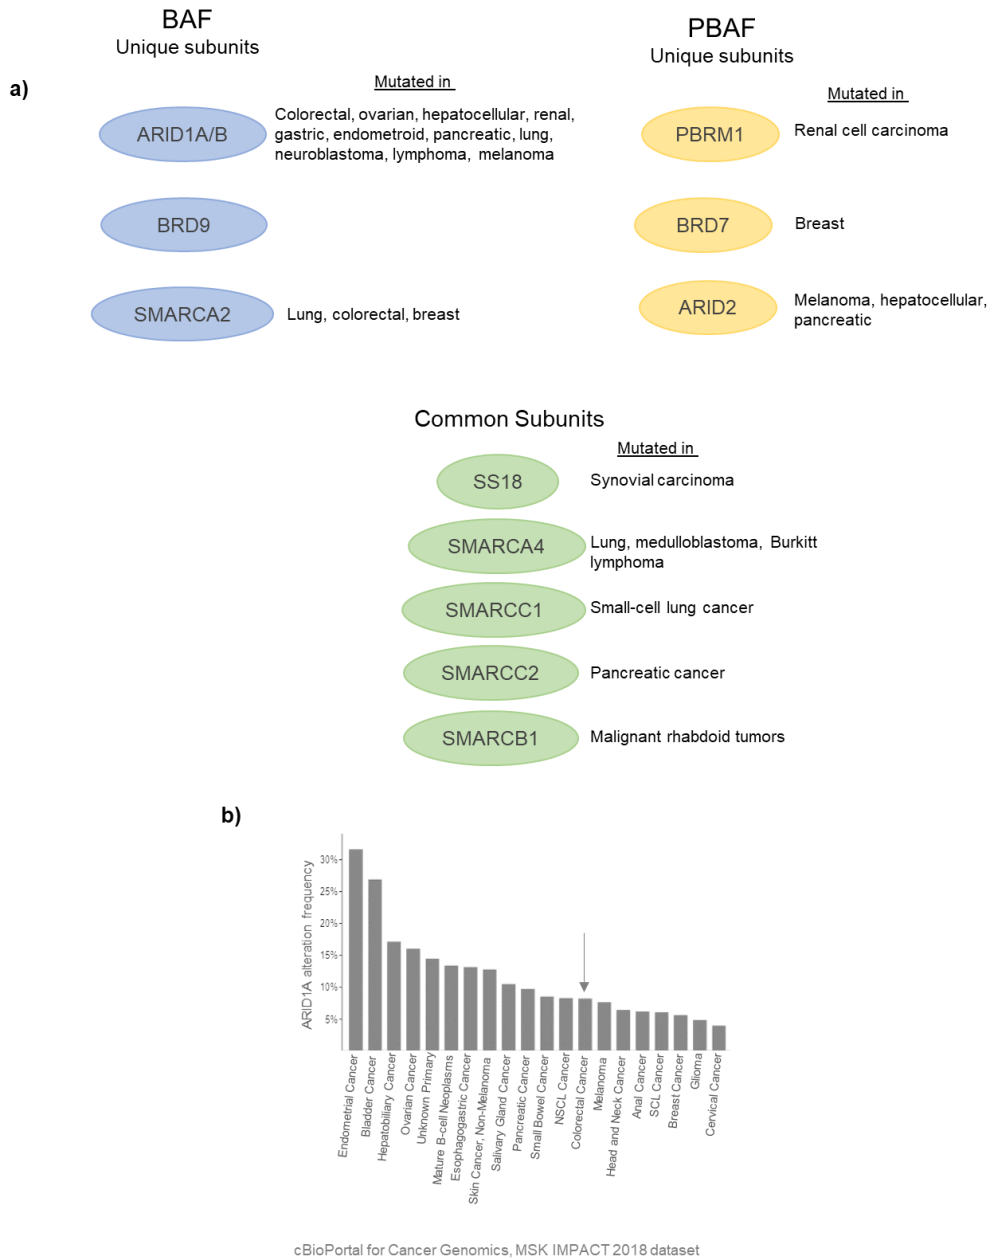 BAF
Unique subunits
PBAF
Unique subunits
a)
Mutated in
Mutated in
ARID1A/B
Colorectal, ovarian, hepatocellular, renal,
gastric, endometroid, pancreatic, lung,
neuroblastoma, lymphoma, melanoma
PBRM1
Renal cell carcinoma
BRD9
BRD7
Breast
SMARCA2
Lung, colorectal, breast
ARID2
Melanoma, hepatocellular,
pancreatic
Common Subunits
Mutated in
SS18
Synovial carcinoma
SMARCA4
Lung, medulloblastoma, Burkitt
lymphoma
SMARCC1
Small-cell lung cancer
SMARCC2
Pancreatic cancer
SMARCB1
Malignant rhabdoid tumors
b)
ARID1A alteration frequency
30%
25%
20%
15%
10%
5%
Endometrial Cancer
Bladder Cancer
Hepatobiliary Cancer
Ovarian Cancer
Unknown Primary
Mature B-cell Neoplasms
Esophagogastric Cancer
Skin Cancer, Non-Melanoma
Salivary Gland Cancer
Pancreatic Cancer
Small Bowel Cancer
NSCL Cancer
Colorectal Cancer
Melanoma
Head and Neck Cancer
Anal Cancer
SCL Cancer
Breast Cancer
Glioma
Cervical Cancer
cBioPortal for Cancer Genomics, MSK IMPACT 2018 dataset